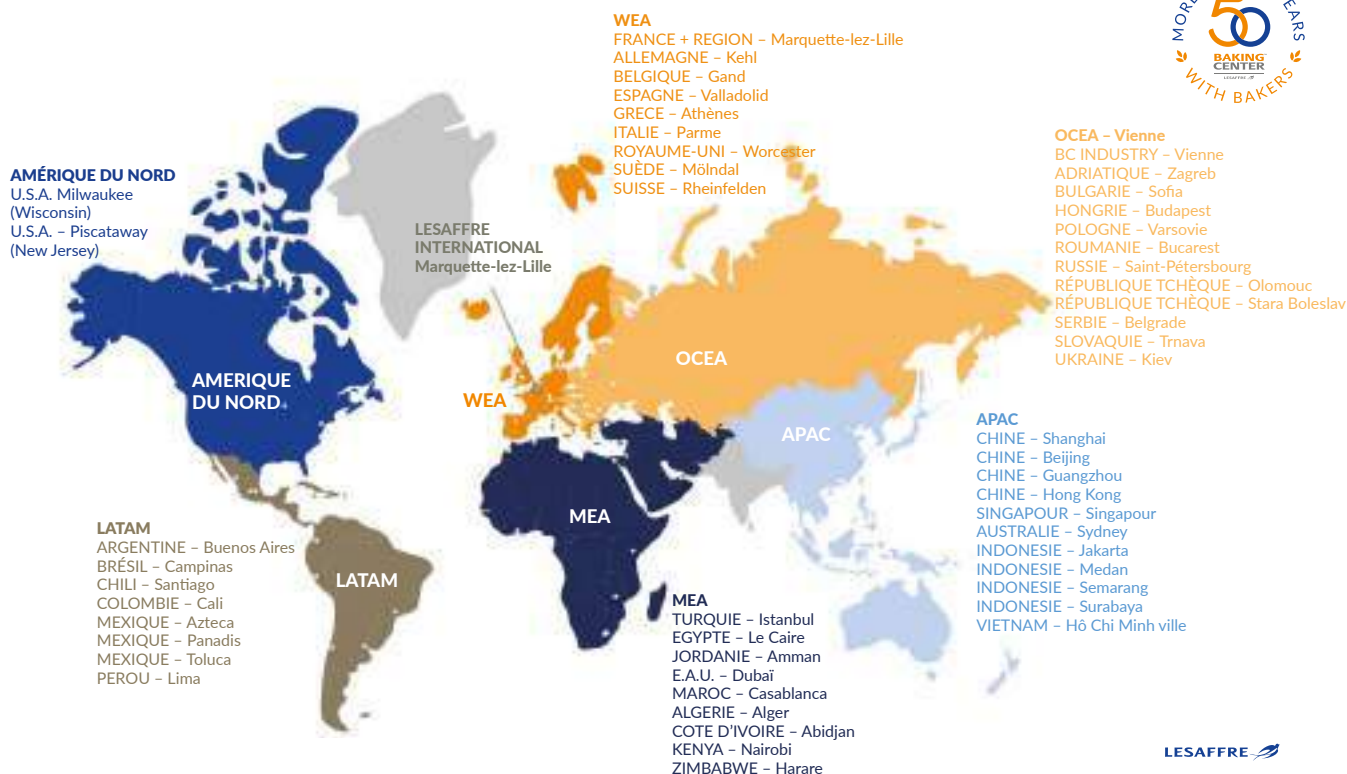 MORE
EARS
50
BAKING
CENTER
LESAFFRE
WITH BAKERS
WEA
FRANCE + REGION – Marquette-lez-Lille
ALLEMAGNE – Kehl
BELGIQUE – Gand
ESPAGNE – Valladolid
GRECE – Athènes
ITALIE – Parme
ROYAUME-UNI – Worcester
SUÈDE – Mölndal
SUISSE – Rheinfelden
OCEA – Vienne
BC INDUSTRY – Vienne
ADRIATIQUE – Zagreb
BULGARIE – Sofia
HONGRIE – Budapest
POLOGNE – Varsovie
ROUMANIE – Bucarest
RUSSIE – Saint-Pétersbourg
RÉPUBLIQUE TCHÈQUE – Olomouc
RÉPUBLIQUE TCHÈQUE – Stara Boleslav
SERBIE – Belgrade
SLOVAQUIE – Trnava
UKRAINE – Kiev
AMÉRIQUE DU NORD
U.S.A. Milwaukee
(Wisconsin)
U.S.A. – Piscataway
(New Jersey)
LESAFFRE
INTERNATIONAL
Marquette-lez-Lille
AMERIQUE
DU NORD
WEA
OCEA
APAC
MEA
LATAM
APAC
CHINE – Shanghai
CHINE – Beijing
CHINE – Guangzhou
CHINE – Hong Kong
SINGAPOUR – Singapour
AUSTRALIE – Sydney
INDONESIE – Jakarta
INDONESIE – Medan
INDONESIE – Semarang
INDONESIE – Surabaya
VIETNAM – Hô Chi Minh ville
LATAM
ARGENTINE – Buenos Aires
BRÉSIL – Campinas
CHILI – Santiago
COLOMBIE – Cali
MEXIQUE – Azteca
MEXIQUE – Panadis
MEXIQUE – Toluca
PEROU – Lima
MEA
TURQUIE – Istanbul
EGYPTE – Le Caire
JORDANIE – Amman
E.A.U. – Dubaï
MAROC – Casablanca
ALGERIE – Alger
COTE D'IVOIRE – Abidjan
KENYA – Nairobi
ZIMBABWE – Harare
LESAFFRE